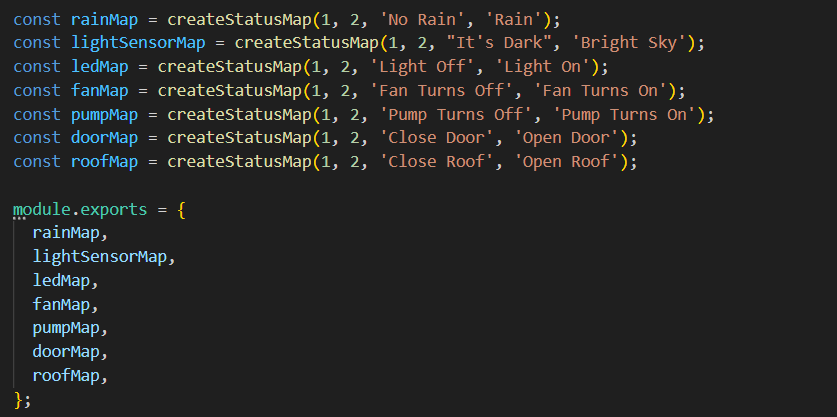 const rainMap = createStatusMap(1, 2, 'No Rain', 'Rain');
const lightSensorMap = createStatusMap(1, 2, "It's Dark", 'Bright Sky');
const ledMap = createStatusMap(1, 2, 'Light Off', 'Light On');
const fanMap = createStatusMap(1, 2, 'Fan Turns Off', 'Fan Turns On');
const pumpMap = createStatusMap(1, 2, 'Pump Turns Off', 'Pump Turns On');
const doorMap = createStatusMap(1, 2, 'Close Door', 'Open Door');
const roofMap = createStatusMap(1, 2, 'Close Roof', 'Open Roof');

module.exports = {
  rainMap,
  lightSensorMap,
  ledMap,
  fanMap,
  pumpMap,
  doorMap,
  roofMap,
};